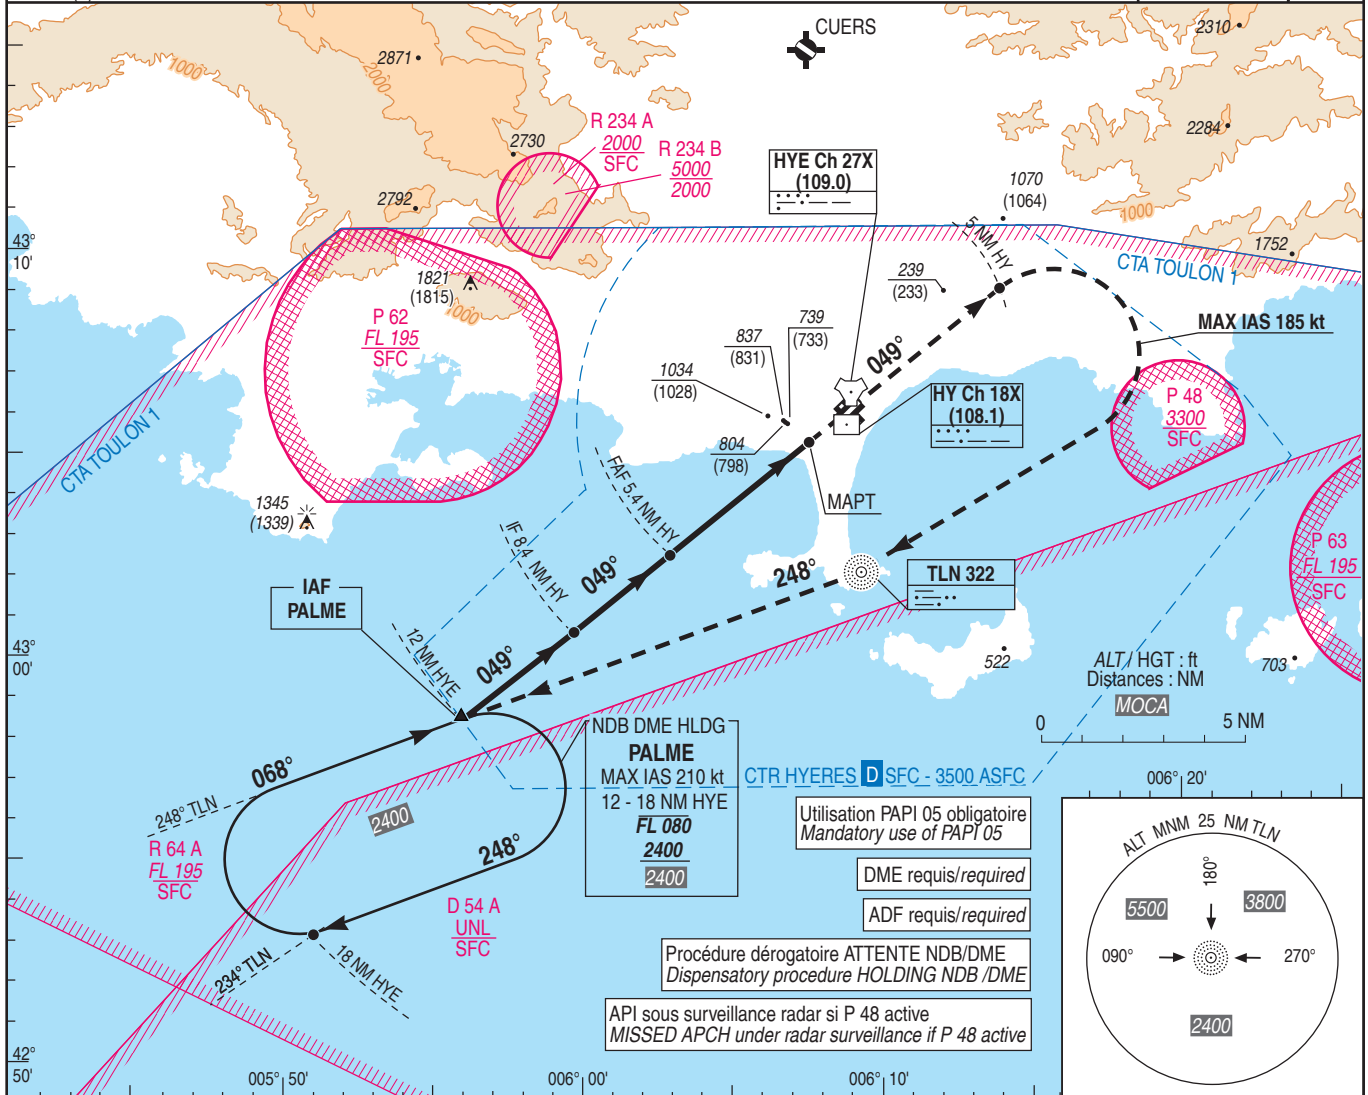 CUERS
2310
2871
1000
2000
2730
2284
R 234 A
2000
SFC
R 234 B
5000
2000
HYE Ch 27X
(109.0)
1070
(1064)
2792
1000
43°
10'
5 NM HY
1752
CTA TOULON 1
1821
(1815)
1000
239
(233)
P 62
FL 195
SFC
739
(733)
837
(831)
MAX IAS 185 kt
049°
1034
(1028)
HY Ch 18X
(108.1)
P 48
3300
SFC
CTA TOULON 1
804
(798)
FAF 5.4 NM HY
MAPT
1345
(1339)
IF 8.4 NM HY
P 63
FL 195
SFC
049°
248°
TLN 322
IAF
PALME
12 NM HYE
049°
43°
00'
522
703
ALT / HGT : ft
Distances : NM
MOCA
0
5 NM
NDB DME HLDG
PALME
MAX IAS 210 kt
12 - 18 NM HYE
FL 080
2400
2400
CTR HYERES D SFC - 3500 ASFC
006° 20'
068°
248° TLN
2400
248°
R 64 A
FL 195
SFC
D 54 A
UNL
SFC
234° TLN
18 NM HYE
Utilisation PAPI 05 obligatoire
Mandatory use of PAPI 05
DME requis/required
ADF requis/required
Procédure dérogatoire ATTENTE NDB/DME
Dispensatory procedure HOLDING NDB /DME
API sous surveillance radar si P 48 active
MISSED APCH under radar surveillance if P 48 active
ALT MNM 25 NM TLN
180°
5500
3800
090°
270°
2400
42°
50'
005° 50'
006° 00'
006° 10'